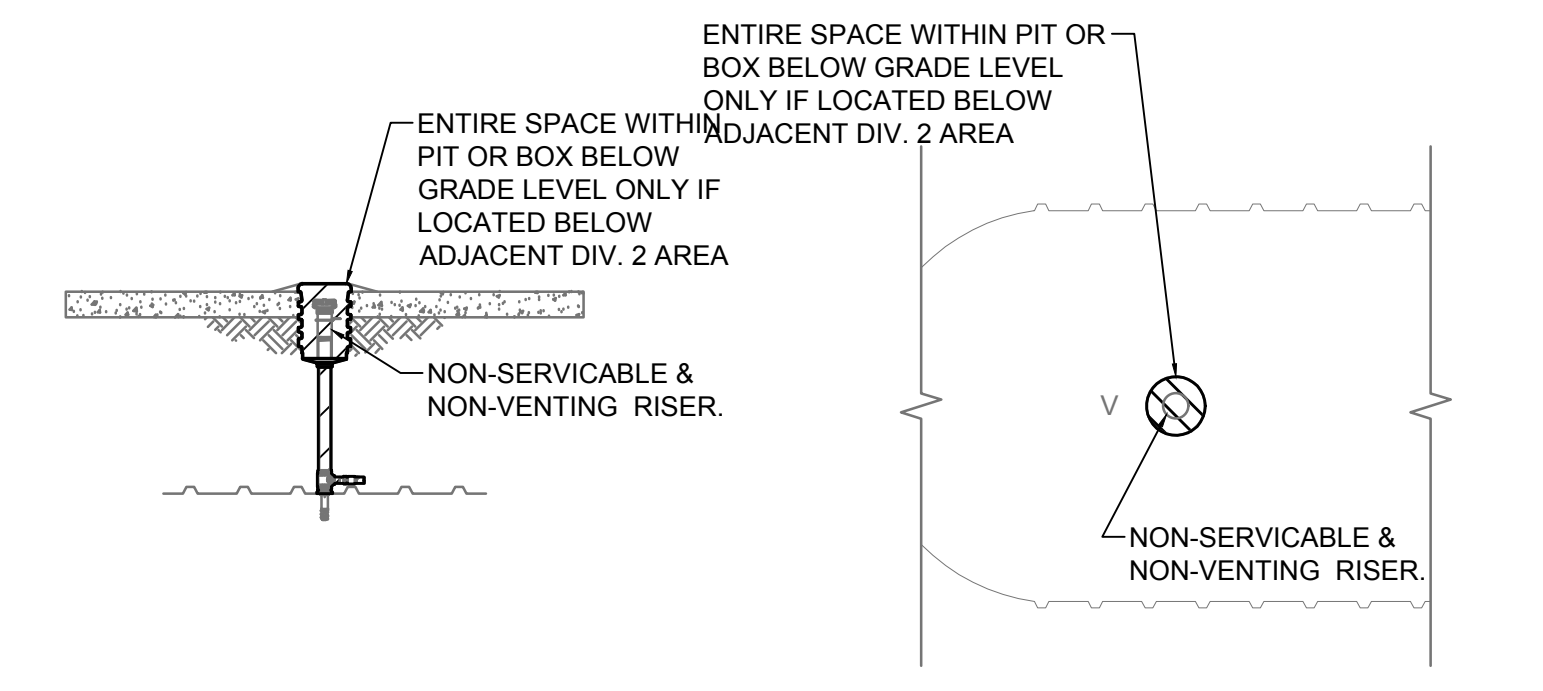 ENTIRE SPACE WITHIN
PIT OR BOX BELOW
GRADE LEVEL ONLY IF
LOCATED BELOW
ADJACENT DIV. 2 AREA
NON-SERVICABLE &
NON-VENTING RISER.
ENTIRE SPACE WITHIN PIT OR
BOX BELOW GRADE LEVEL
ONLY IF LOCATED BELOW
ADJACENT DIV. 2 AREA
V
NON-SERVICABLE &
NON-VENTING RISER.